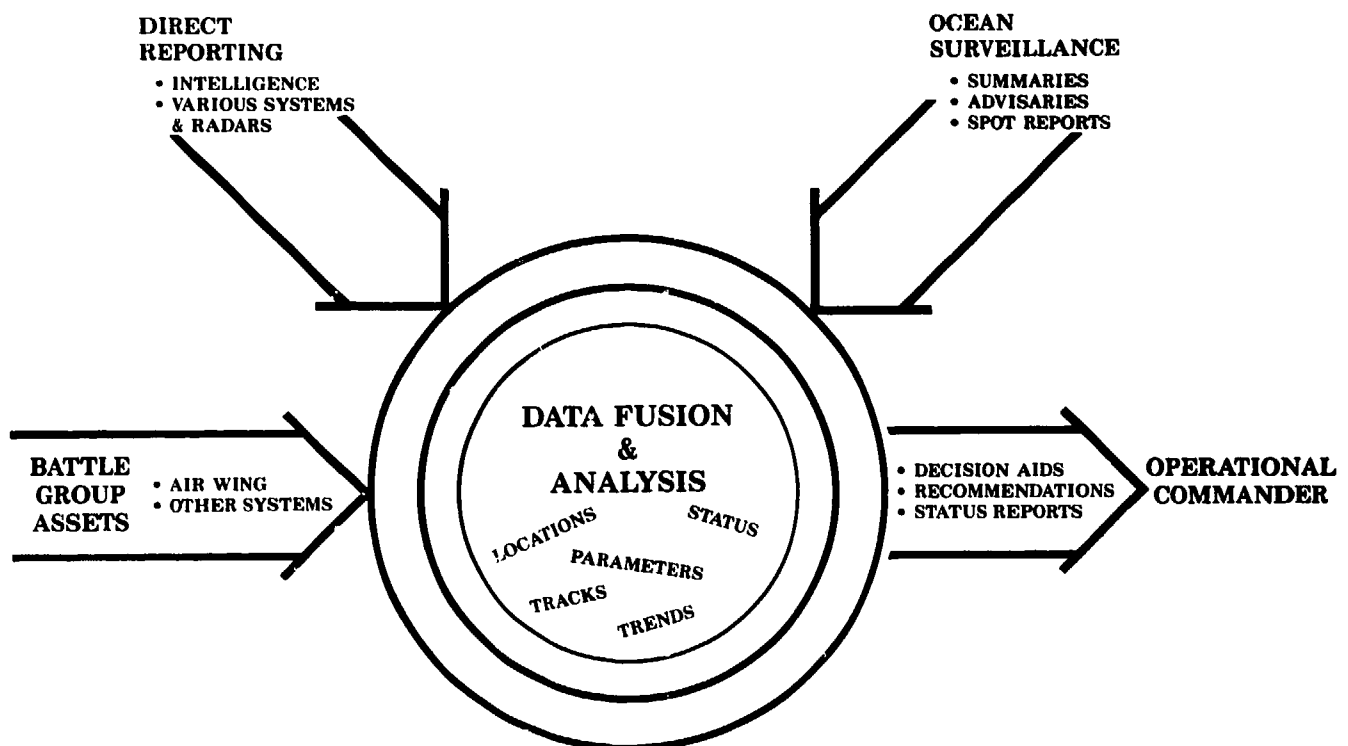 DIRECT
REPORTING
• INTELLIGENCE
• VARIOUS SYSTEMS
& RADARS
OCEAN
SURVEILLANCE
• SUMMARIES
• ADVISARIES
• SPOT REPORTS
BATTLE
GROUP
ASSETS
• AIR WING
• OTHER SYSTEMS
DATA FUSION
&
ANALYSIS
LOCATIONS
STATUS
PARAMETERS
TRACKS
TRENDS
• DECISION AIDS
• RECOMMENDATIONS
• STATUS REPORTS
OPERATIONAL
COMMANDER